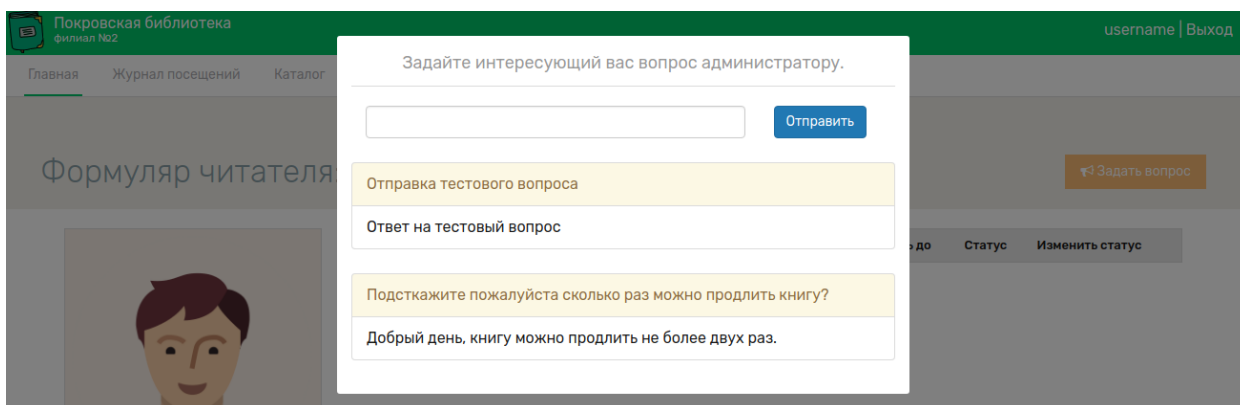 Покровская библиотека
филиал №2
username | Выход
Главная Журнал посещений Каталог
Задайте интересующий вас вопрос администратору.
Отправить
Формуляр читателя
Задать вопрос
Отправка тестового вопроса
Ответ на тестовый вопрос
до Статус Изменить статус
Подсткажите пожалуйста сколько раз можно продлить книгу?
Добрый день, книгу можно продлить не более двух раз.